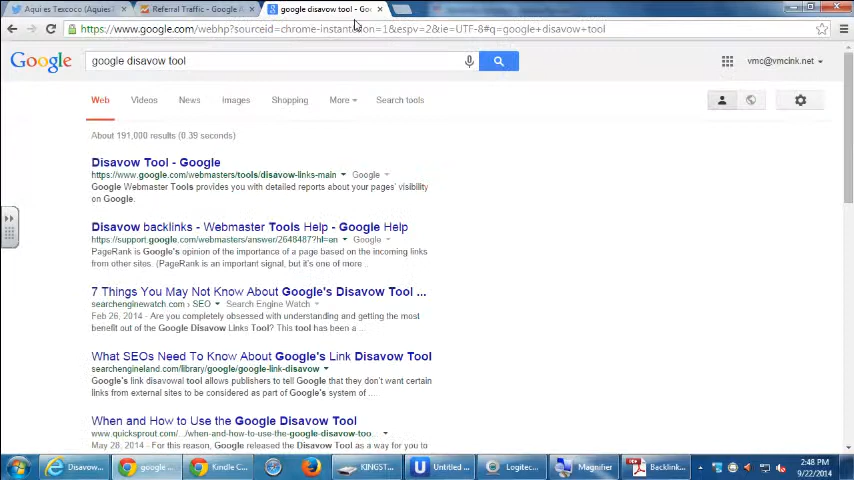 Aqui es Texcoco (Aquies
Referral Traffic - Google A
google disavow tool - Go
https://www.google.com/webhp?sourceid=chrome-instant&ion=1&espv=2&ie=UTF-8#q=google+disavow+tool
Google
google disavow tool
vmc@vmcink.net
Web
Videos
News
Images
Shopping
More
Search tools
About 191,000 results (0.39 seconds)
Disavow Tool - Google
https://www.google.com/webmasters/tools/disavow-links-main
Google
Google Webmaster Tools provides you with detailed reports about your pages' visibility
on Google.
Disavow backlinks - Webmaster Tools Help - Google Help
https://support.google.com/webmasters/answer/2648487?hl=en
Google
PageRank is Google's opinion of the importance of a page based on the incoming links
from other sites. (PageRank is an important signal, but it's one of more ..
7 Things You May Not Know About Google's Disavow Tool ...
searchenginewatch.com › SEO
Search Engine Watch
Feb 26, 2014 - Are you completely obsessed with understanding and getting the most
benefit out of the Google Disavow Links Tool? This tool has been a ...
What SEOs Need To Know About Google's Link Disavow Tool
searchengineland.com/library/google/google-link-disavow
Google's link disavowal tool allows publishers to tell Google that they don't want certain
links from external sites to be considered as part of Google's system of ....
When and How to Use the Google Disavow Tool
www.quicksprout.com/.../when-and-how-to-use-the-google-disavow-too...
May 28, 2014 - For this reason, Google released the Disavow Tool as a way for you to
Disavow...
google ...
Kindle C...
KINGST...
Untitled ...
Logitec...
Magnifier
Backlink...
2:48 PM
9/22/2014